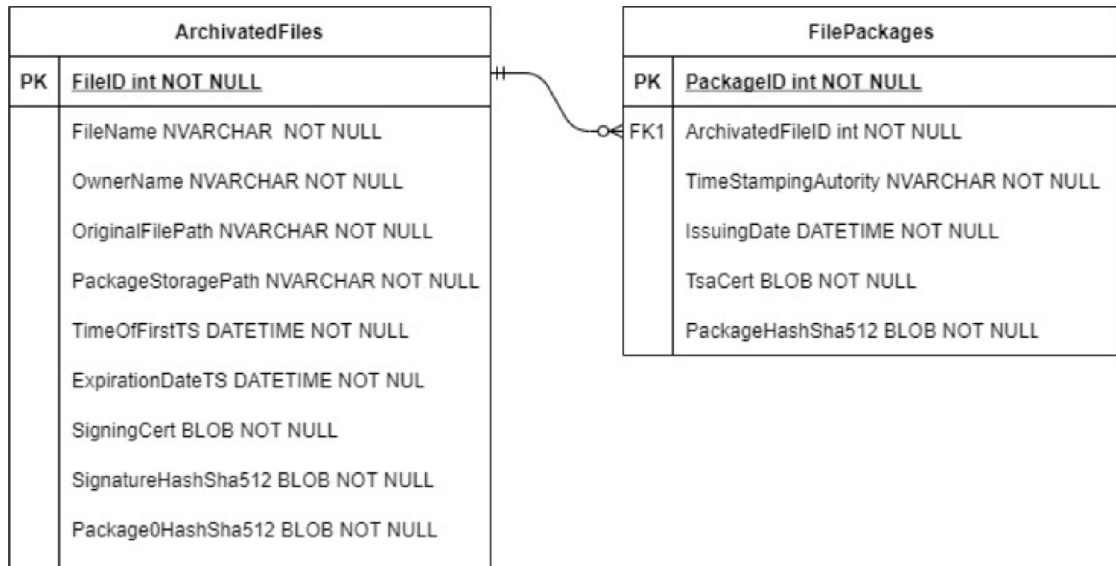 ArchivatedFiles
PK FileID int NOT NULL
FileName NVARCHAR NOT NULL
OwnerName NVARCHAR NOT NULL
OriginalFilePath NVARCHAR NOT NULL
PackageStoragePath NVARCHAR NOT NULL
TimeOfFirstTS DATETIME NOT NULL
ExpirationDateTS DATETIME NOT NUL
SigningCert BLOB NOT NULL
SignatureHashSha512 BLOB NOT NULL
Package0HashSha512 BLOB NOT NULL
FilePackages
PK PackageID int NOT NULL
FK1 ArchivatedFileID int NOT NULL
TimeStampingAutority NVARCHAR NOT NULL
IssuingDate DATETIME NOT NULL
TsaCert BLOB NOT NULL
PackageHashSha512 BLOB NOT NULL